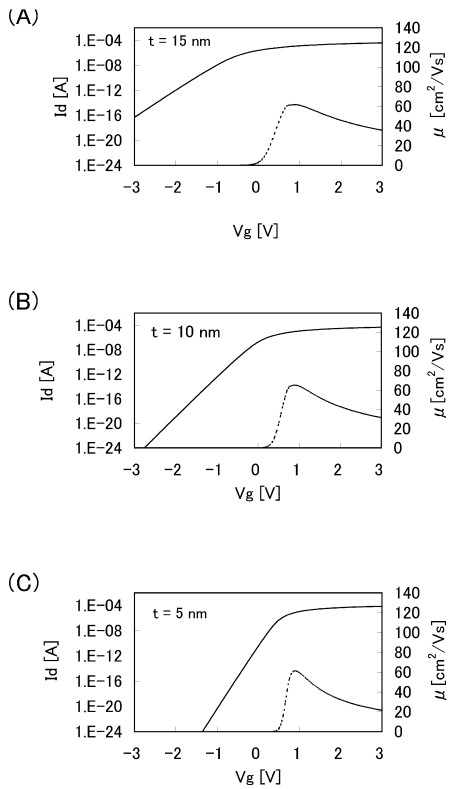 (A)
t = 15 nm
Id [A]
1.E-04
1.E-08
1.E-12
1.E-16
1.E-20
1.E-24
140
120
100
80
60
40
20
0
μ [cm²/Vs]
-3 -2 -1 0 1 2 3
Vg [V]
(B)
t = 10 nm
Id [A]
1.E-04
1.E-08
1.E-12
1.E-16
1.E-20
1.E-24
140
120
100
80
60
40
20
0
μ [cm²/Vs]
-3 -2 -1 0 1 2 3
Vg [V]
(C)
t = 5 nm
Id [A]
1.E-04
1.E-08
1.E-12
1.E-16
1.E-20
1.E-24
140
120
100
80
60
40
20
0
μ [cm²/Vs]
-3 -2 -1 0 1 2 3
Vg [V]